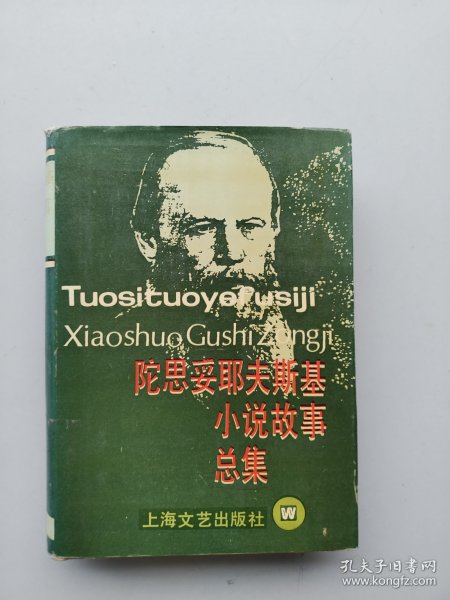 Tuosituoyefusiji
Xiaoshuo Gushi Zongji
陀思妥耶夫斯基
小说故事
总集
上海文艺出版社
W
孔夫子旧书网
www.kongfz.com